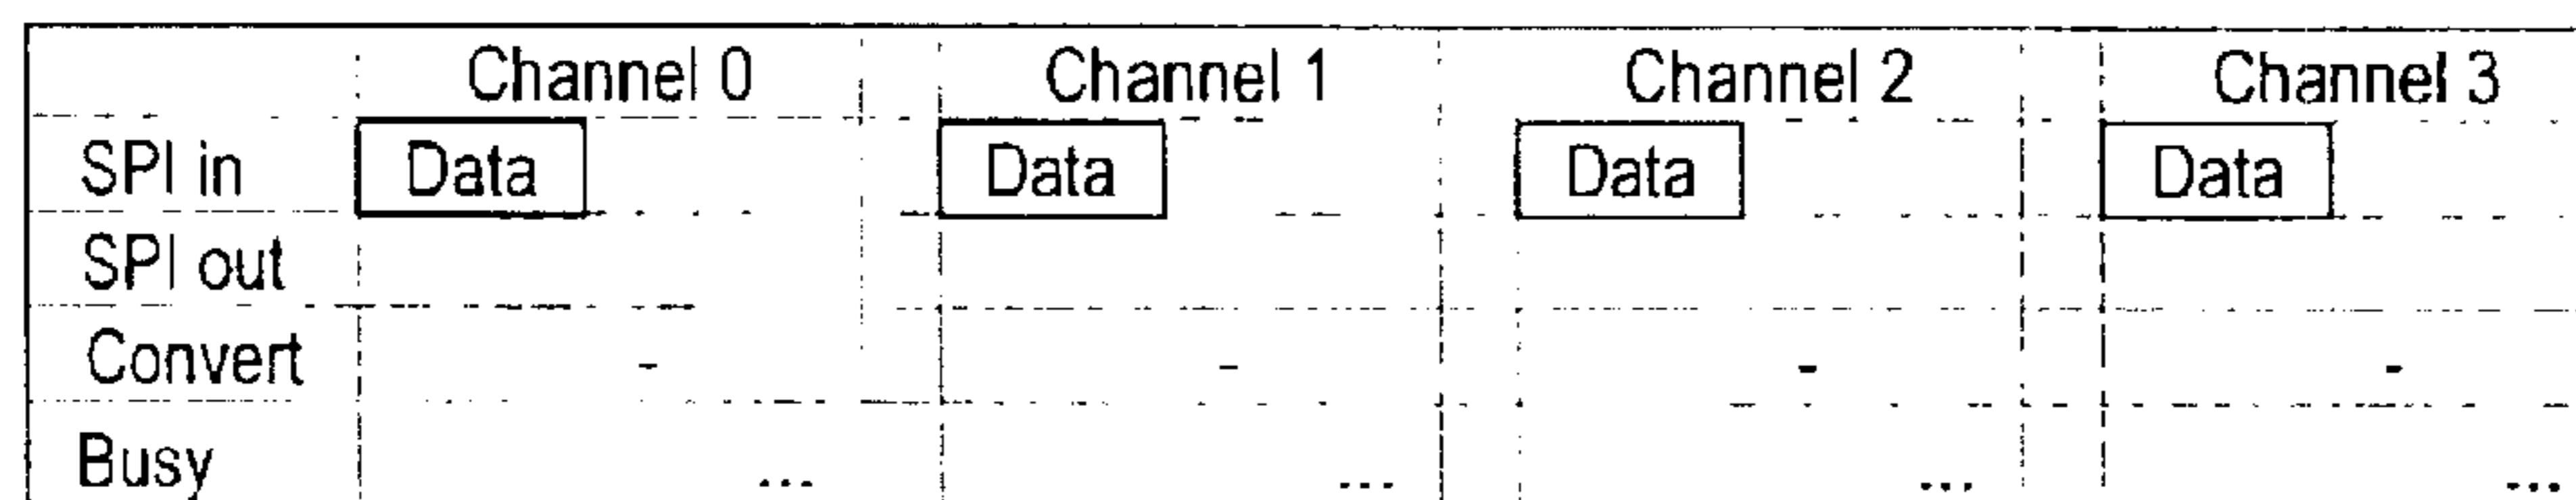 Channel 0 Channel 1 Channel 2 Channel 3
SPI in Data Data Data Data
SPI out
Convert - - - -
Busy ... ... ... ...